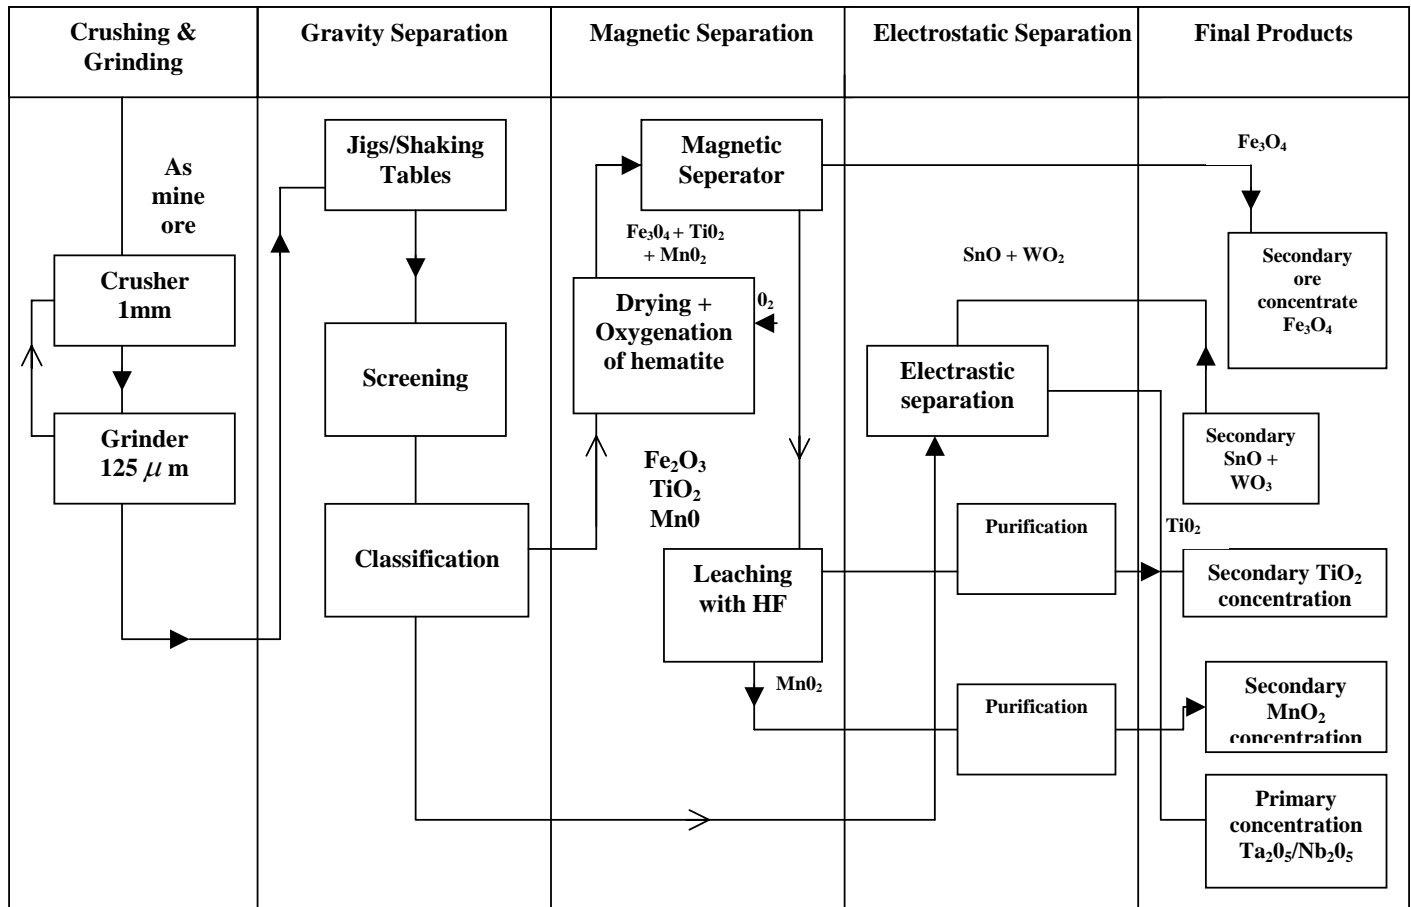 Crushing &
Grinding
Gravity Separation
Magnetic Separation
Electrostatic Separation
Final Products
As
mine
ore
Crusher
1mm
Grinder
125 μ m
Jigs/Shaking
Tables
Screening
Classification
Magnetic
Seperator
Fe₃0₄ + Ti0₂
+ Mn0₂
Drying +
Oxygenation
of hematite
0₂
Fe₂O₃
TiO₂
Mn0
Leaching
with HF
Mn0₂
SnO + WO₂
Electrastic
separation
Purification
Purification
Fe₃O₄
Secondary
ore
concentrate
Fe₃O₄
Secondary
SnO +
WO₃
Ti0₂
Secondary TiO₂
concentration
Secondary
MnO₂
concentration
Primary
concentration
Ta₂0₅/Nb₂0₅